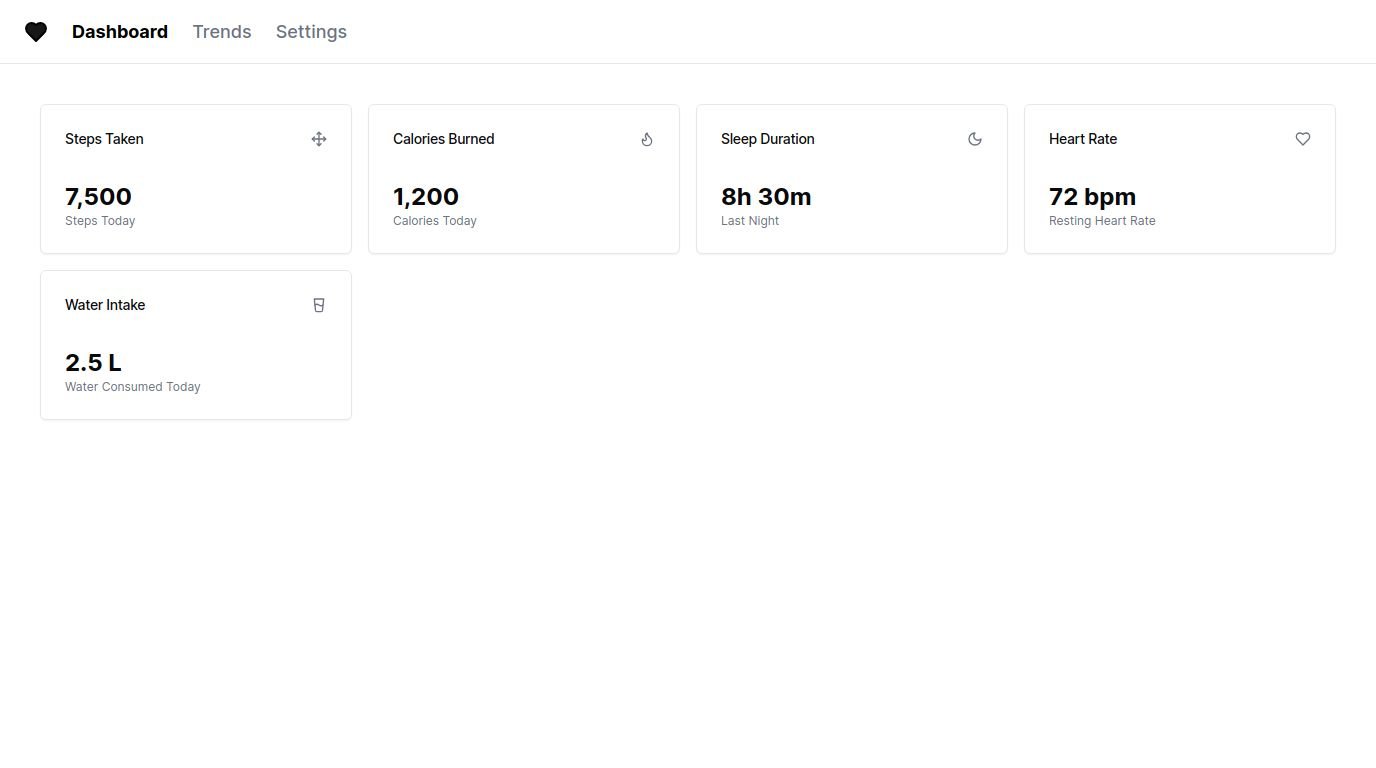 Dashboard Trends Settings
Steps Taken
7,500
Steps Today
Calories Burned
1,200
Calories Today
Sleep Duration
8h 30m
Last Night
Heart Rate
72 bpm
Resting Heart Rate
Water Intake
2.5 L
Water Consumed Today